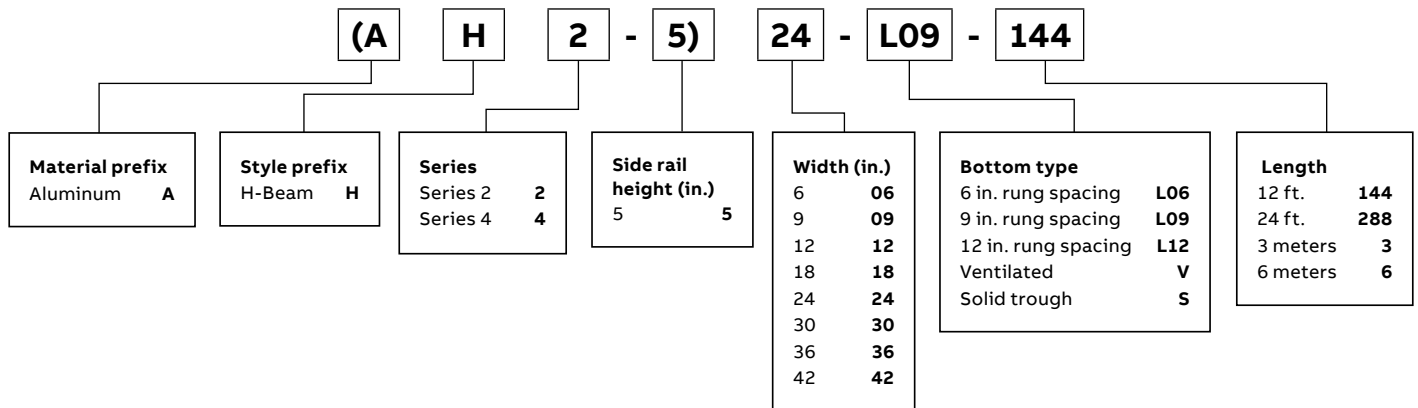 (A H 2 - 5) 24 - L09 - 144
Material prefix
Aluminum A
Style prefix
H-Beam H
Series
Series 2 2
Series 4 4
Side rail
height (in.)
5 5
Width (in.)
6 06
9 09
12 12
18 18
24 24
30 30
36 36
42 42
Bottom type
6 in. rung spacing L06
9 in. rung spacing L09
12 in. rung spacing L12
Ventilated V
Solid trough S
Length
12 ft. 144
24 ft. 288
3 meters 3
6 meters 6